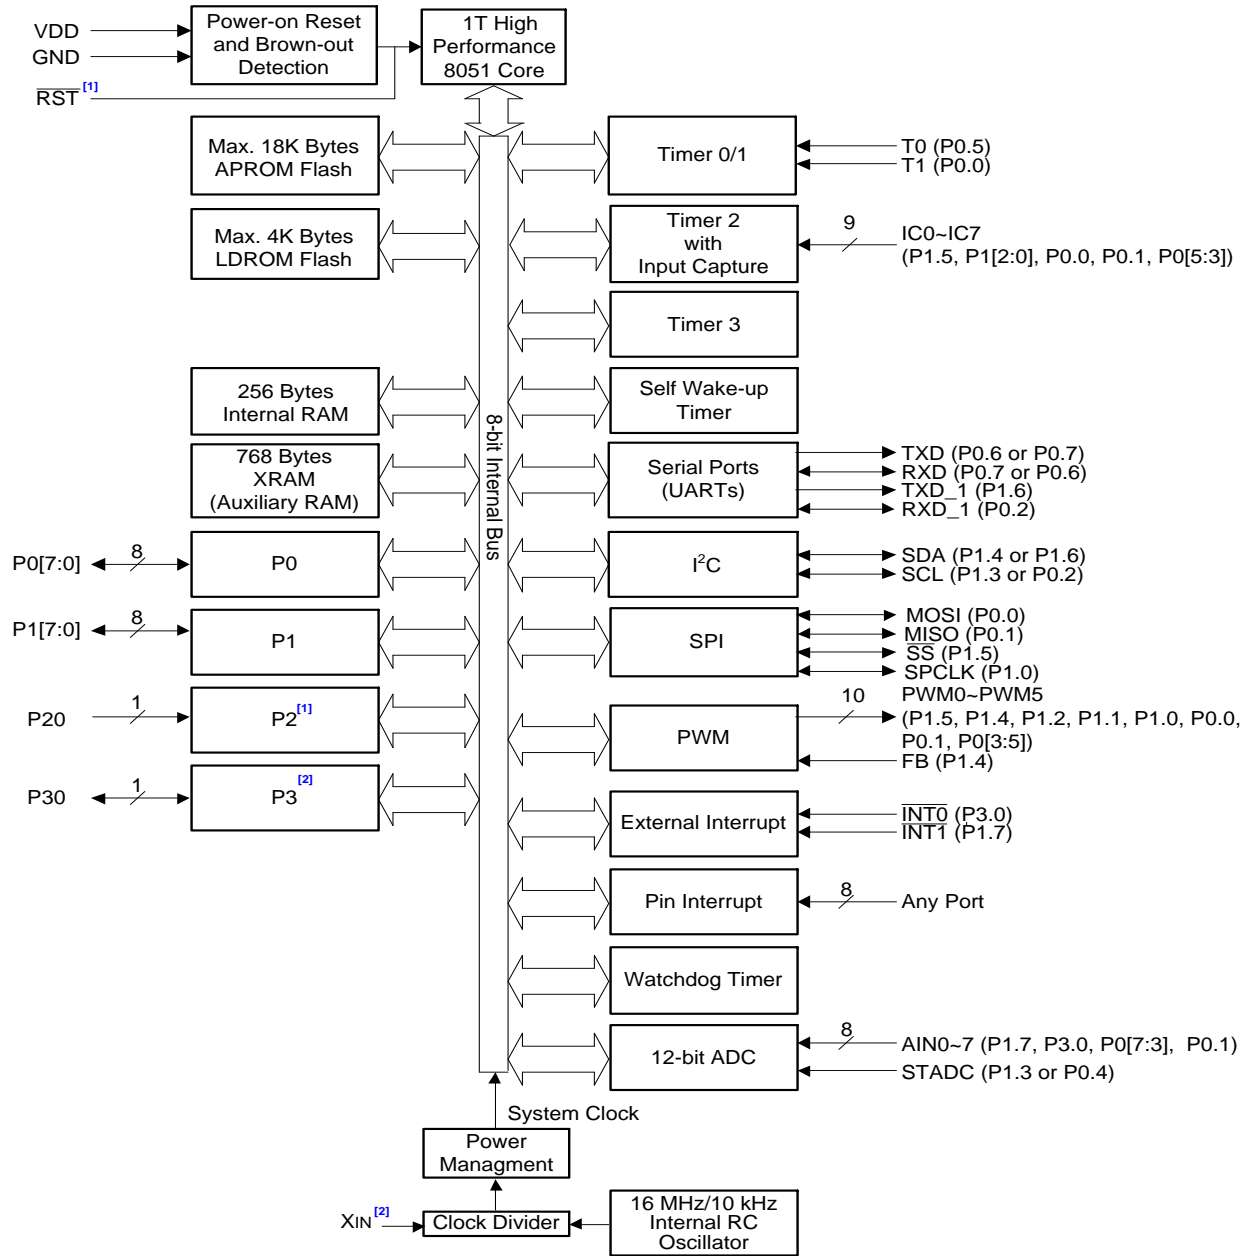 VDD
GND
RST[1]
Power-on Reset
and Brown-out
Detection
1T High
Performance
8051 Core
Max. 18K Bytes
APROM Flash
Max. 4K Bytes
LDROM Flash
256 Bytes
Internal RAM
768 Bytes
XRAM
(Auxiliary RAM)
P0[7:0]
8
P0
P1[7:0]
8
P1
P20
1
P2[1]
P30
1
P3[2]
8-bit Internal Bus
Timer 0/1
T0 (P0.5)
T1 (P0.0)
Timer 2
with
Input Capture
9
IC0~IC7
(P1.5, P1[2:0], P0.0, P0.1, P0[5:3])
Timer 3
Self Wake-up
Timer
Serial Ports
(UARTs)
TXD (P0.6 or P0.7)
RXD (P0.7 or P0.6)
TXD_1 (P1.6)
RXD_1 (P0.2)
I²C
SDA (P1.4 or P1.6)
SCL (P1.3 or P0.2)
SPI
MOSI (P0.0)
MISO (P0.1)
SS (P1.5)
SPCLK (P1.0)
PWM
10
PWM0~PWM5
(P1.5, P1.4, P1.2, P1.1, P1.0, P0.0,
P0.1, P0[3:5])
FB (P1.4)
External Interrupt
INT0 (P3.0)
INT1 (P1.7)
Pin Interrupt
8
Any Port
Watchdog Timer
12-bit ADC
8
AIN0~7 (P1.7, P3.0, P0[7:3], P0.1)
STADC (P1.3 or P0.4)
System Clock
Power
Managment
XIN[2]
Clock Divider
16 MHz/10 kHz
Internal RC
Oscillator